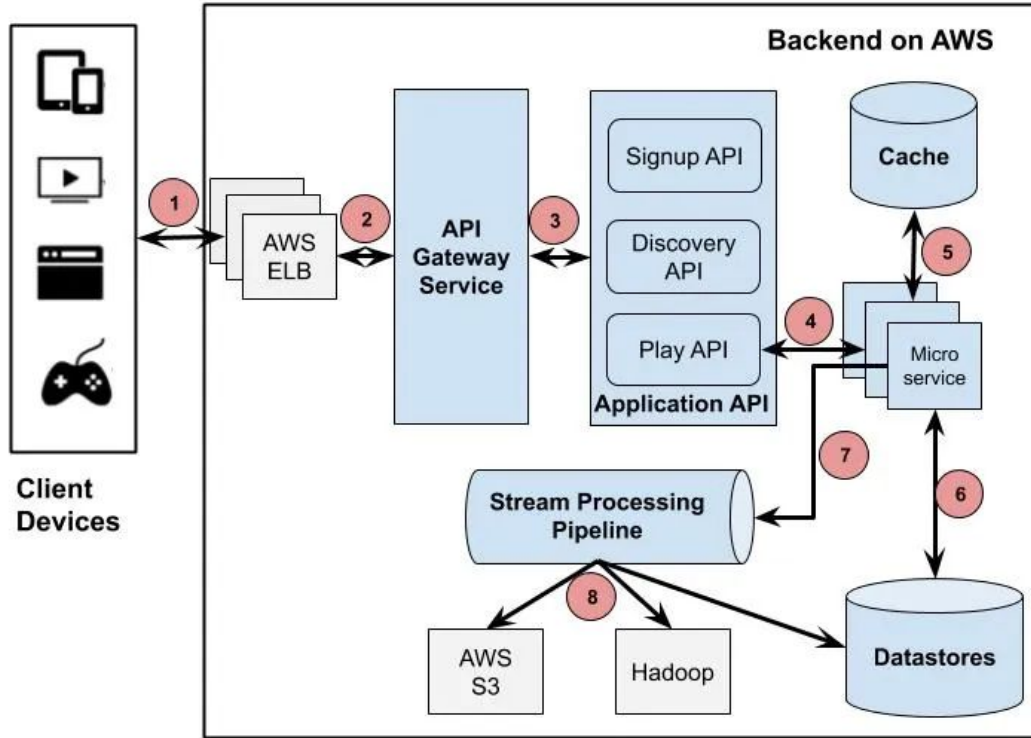 Backend on AWS
Client
Devices
1
AWS
ELB
2
API
Gateway
Service
3
Signup API
Discovery
API
Play API
Application API
4
Cache
5
Micro
service
6
7
Stream Processing
Pipeline
8
AWS
S3
Hadoop
Datastores